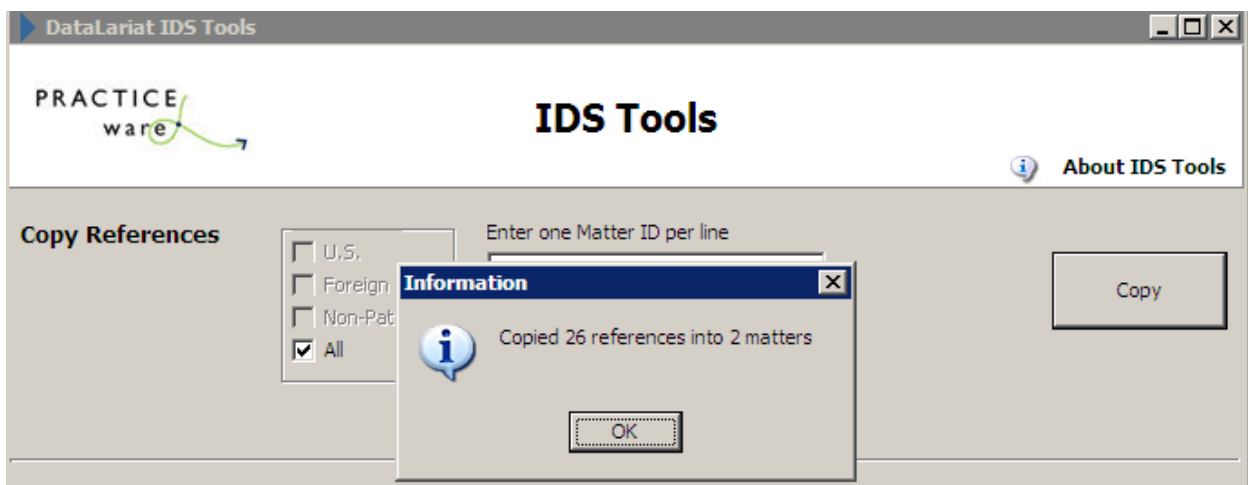 DataLariat IDS Tools
PRACTICE
ware
IDS Tools
About IDS Tools
Copy References
Enter one Matter ID per line
U.S.
Foreign
Non-Pat
All
Information
Copied 26 references into 2 matters
OK
Copy